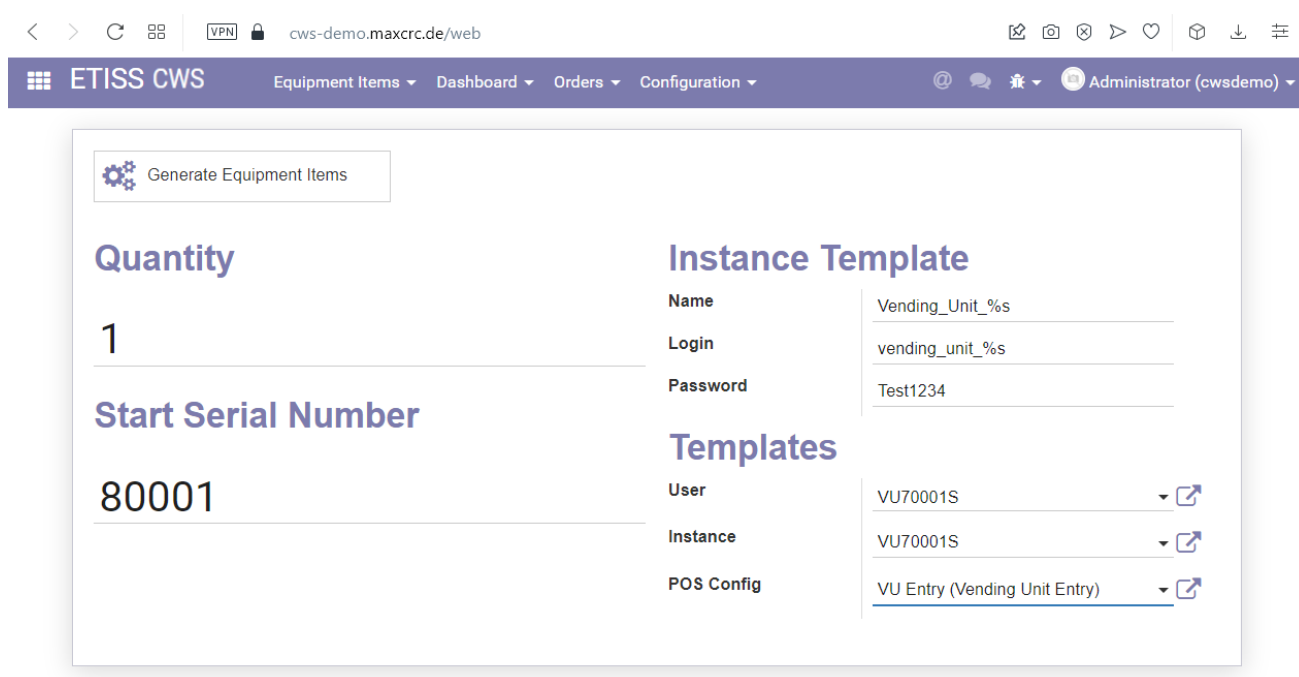 VPN cws-demo.maxcrc.de/web
ETISS CWS Equipment Items Dashboard Orders Configuration @ Administrator (cwsdemo)
Generate Equipment Items
Quantity
1
Start Serial Number
80001
Instance Template
Name Vending_Unit_%s
Login vending_unit_%s
Password Test1234
Templates
User VU70001S
Instance VU70001S
POS Config VU Entry (Vending Unit Entry)